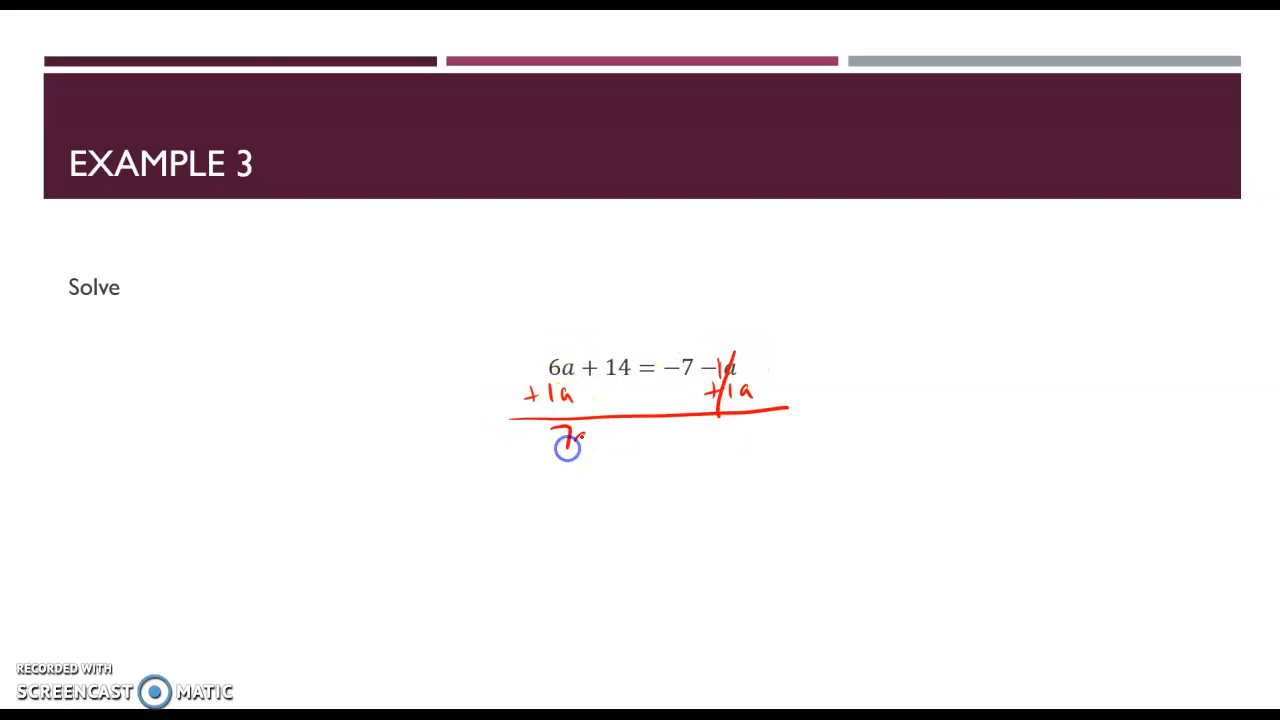 EXAMPLE 3
Solve
6a + 14 = −7 −1a
+1a +1a
7a
RECORDED WITH
SCREENCAST MATIC